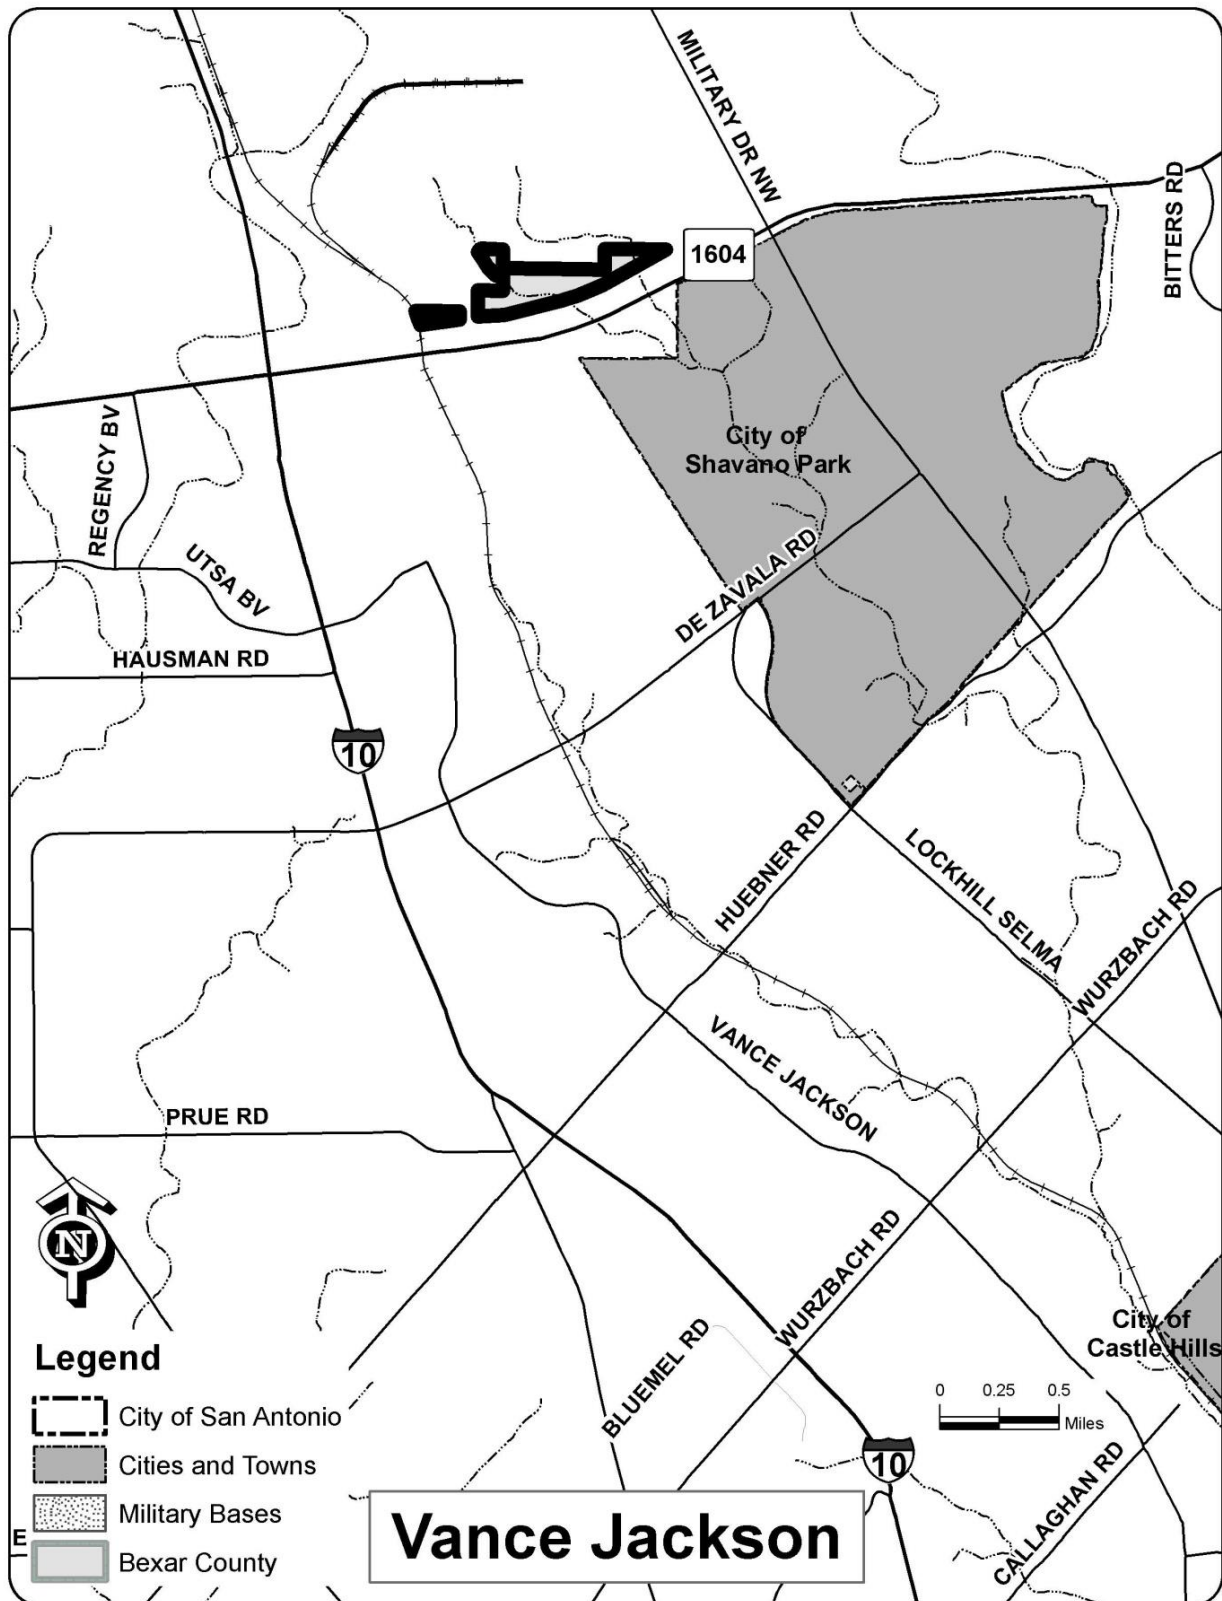 MILITARY DR NW
BITTERS RD
1604
REGENCY BV
City of
Shavano Park
UTSA BV
DE ZAVALA RD
HAUSMAN RD
10
HUEBNER RD
LOCKHILL SELMA
WURZBACH RD
VANCE JACKSON
PRUE RD
N
WURZBACH RD
BLUEMEL RD
City of
Castle Hills
0 0.25 0.5
Miles
10
CALLAGHAN RD
Legend
City of San Antonio
Cities and Towns
Military Bases
E
Bexar County
Vance Jackson